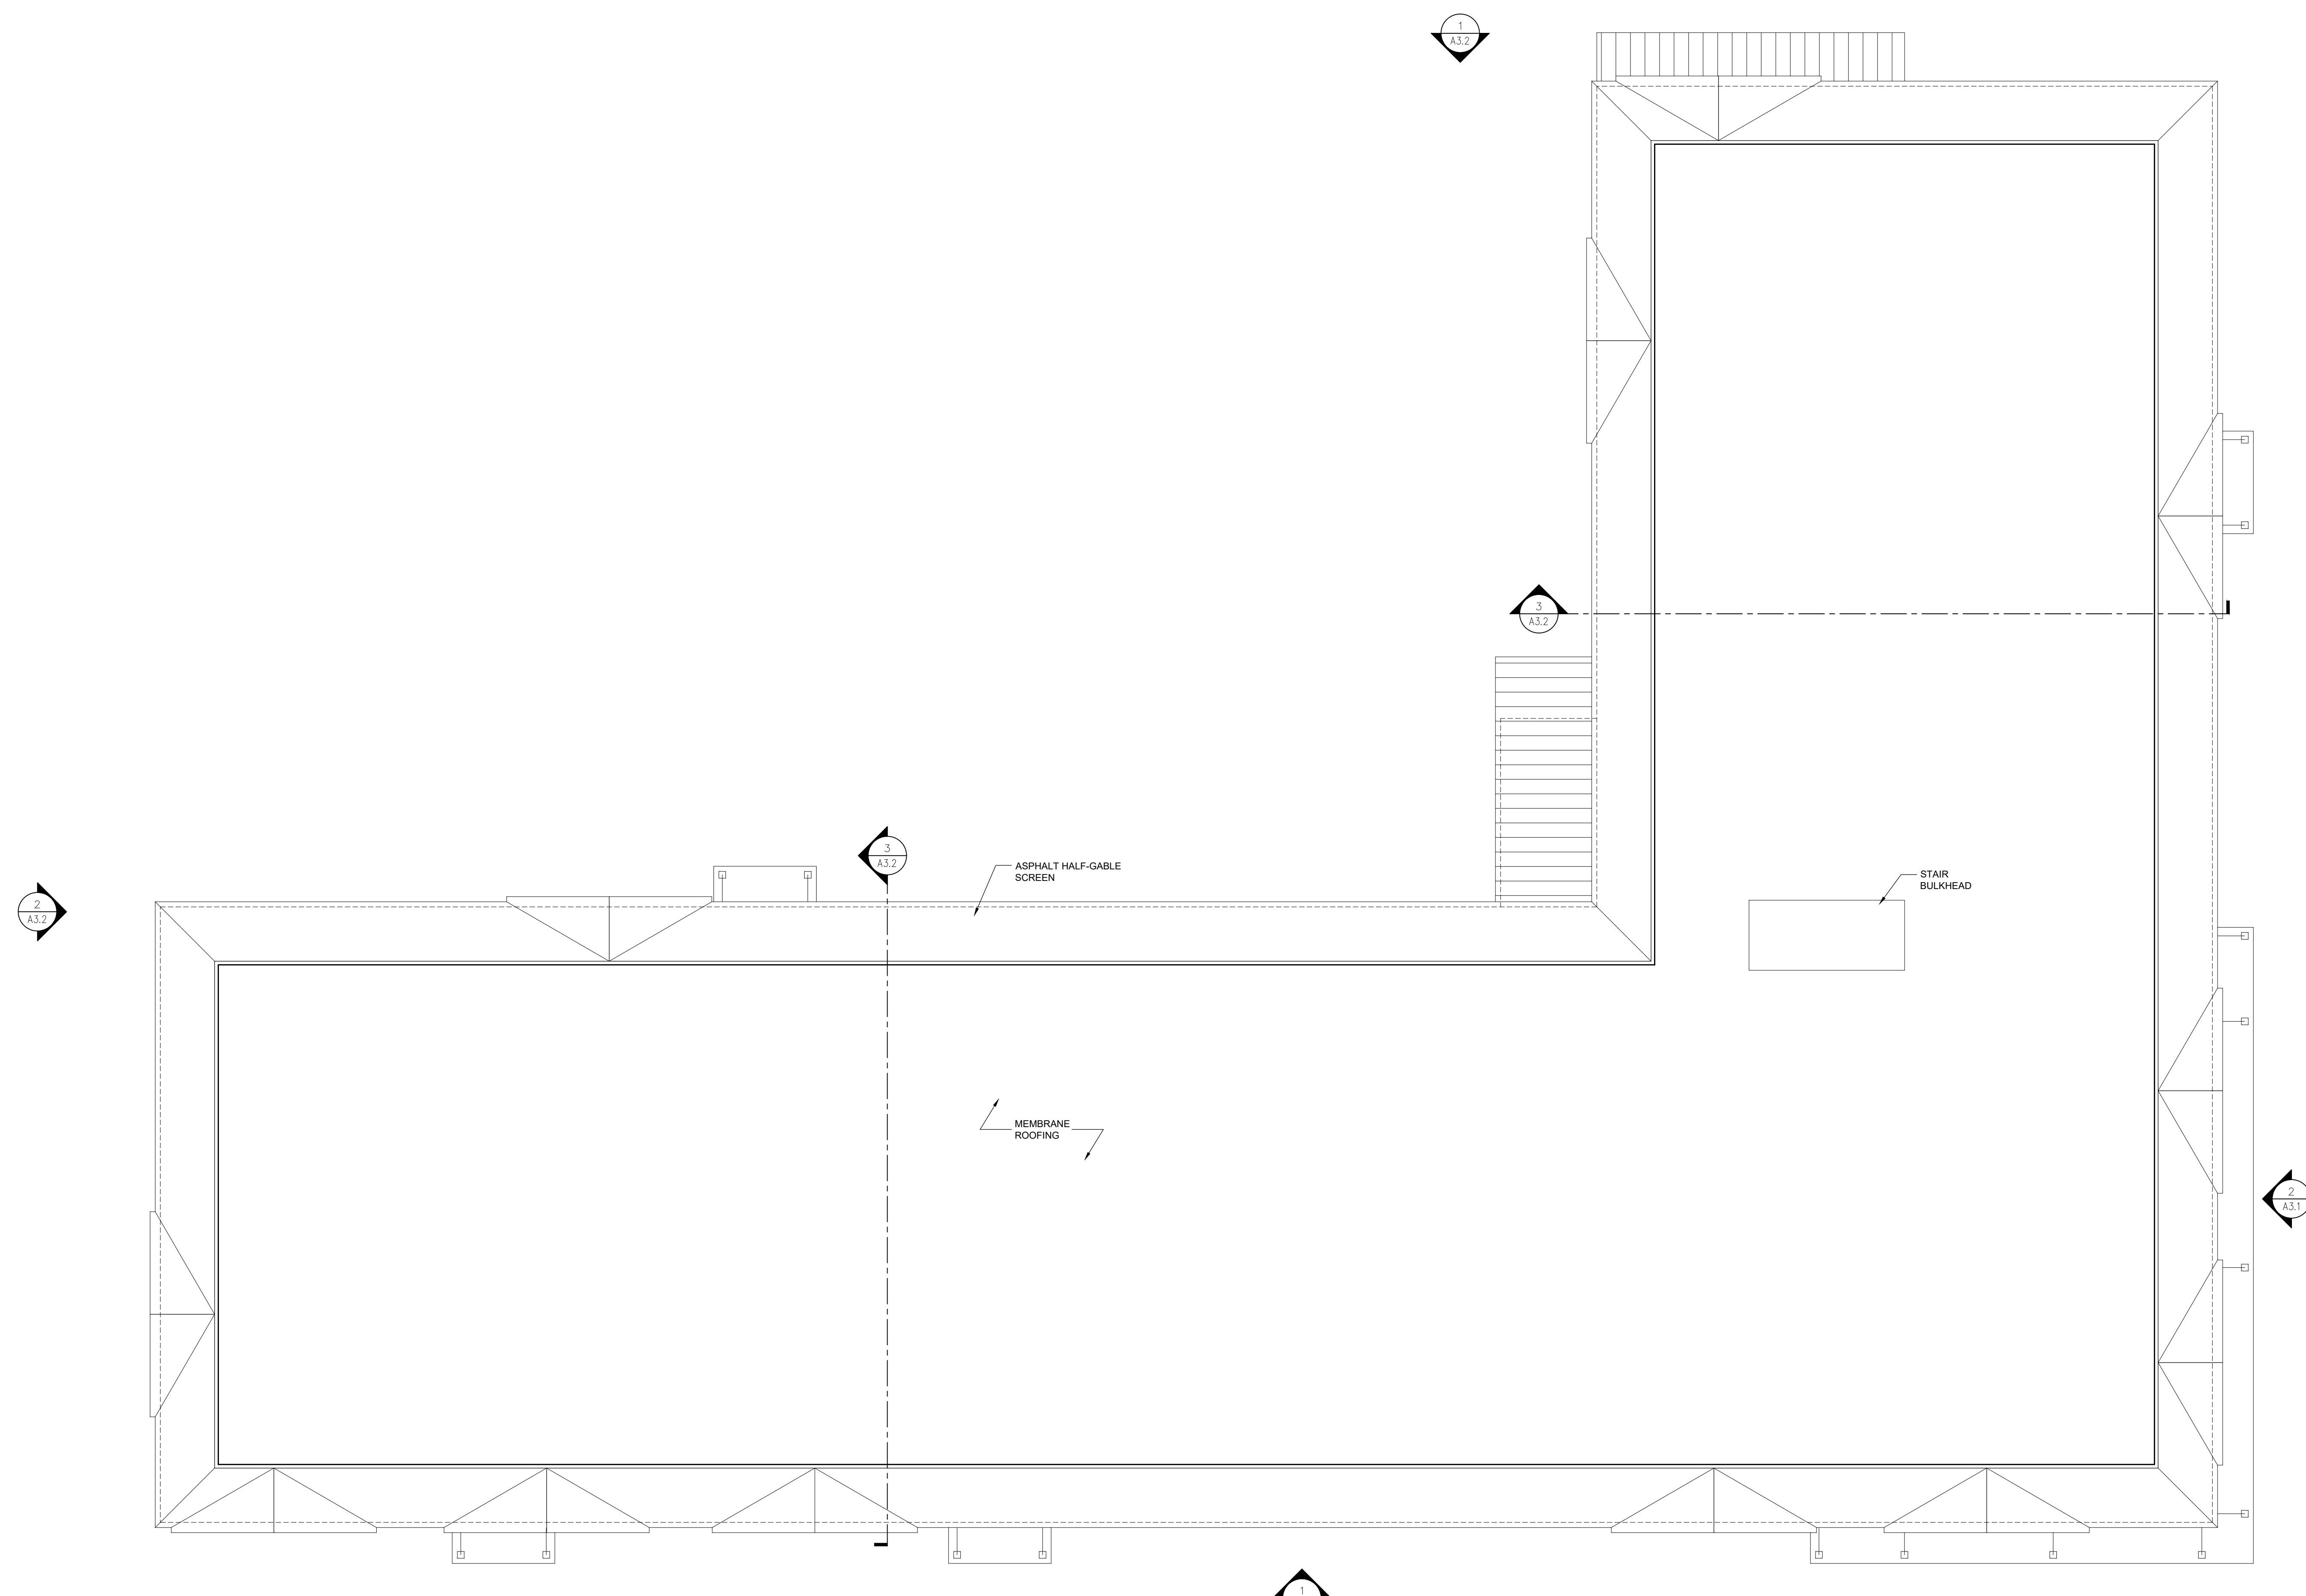 1
A3.2
3
A3.2
3
A3.2
ASPHALT HALF-GABLE
SCREEN
STAIR
BULKHEAD
2
A3.2
MEMBRANE
ROOFING
2
A3.1
1